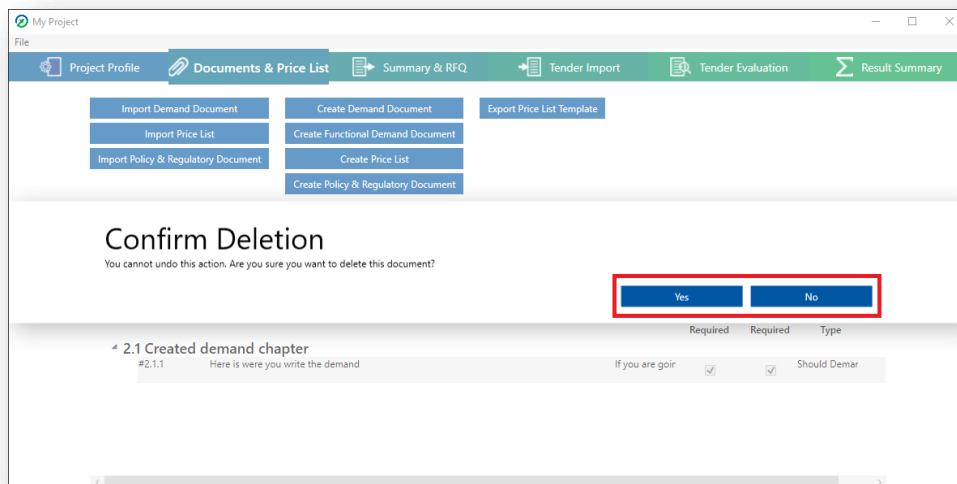 My Project
File
Project Profile Documents & Price List Summary & RFQ Tender Import Tender Evaluation Result Summary
Import Demand Document Create Demand Document Export Price List Template
Import Price List Create Functional Demand Document
Import Policy & Regulatory Document Create Price List
Create Policy & Regulatory Document
Confirm Deletion
You cannot undo this action. Are you sure you want to delete this document?
Yes No
Required Required Type
2.1 Created demand chapter
#2.1.1 Here is were you write the demand If you are goir Should Demar